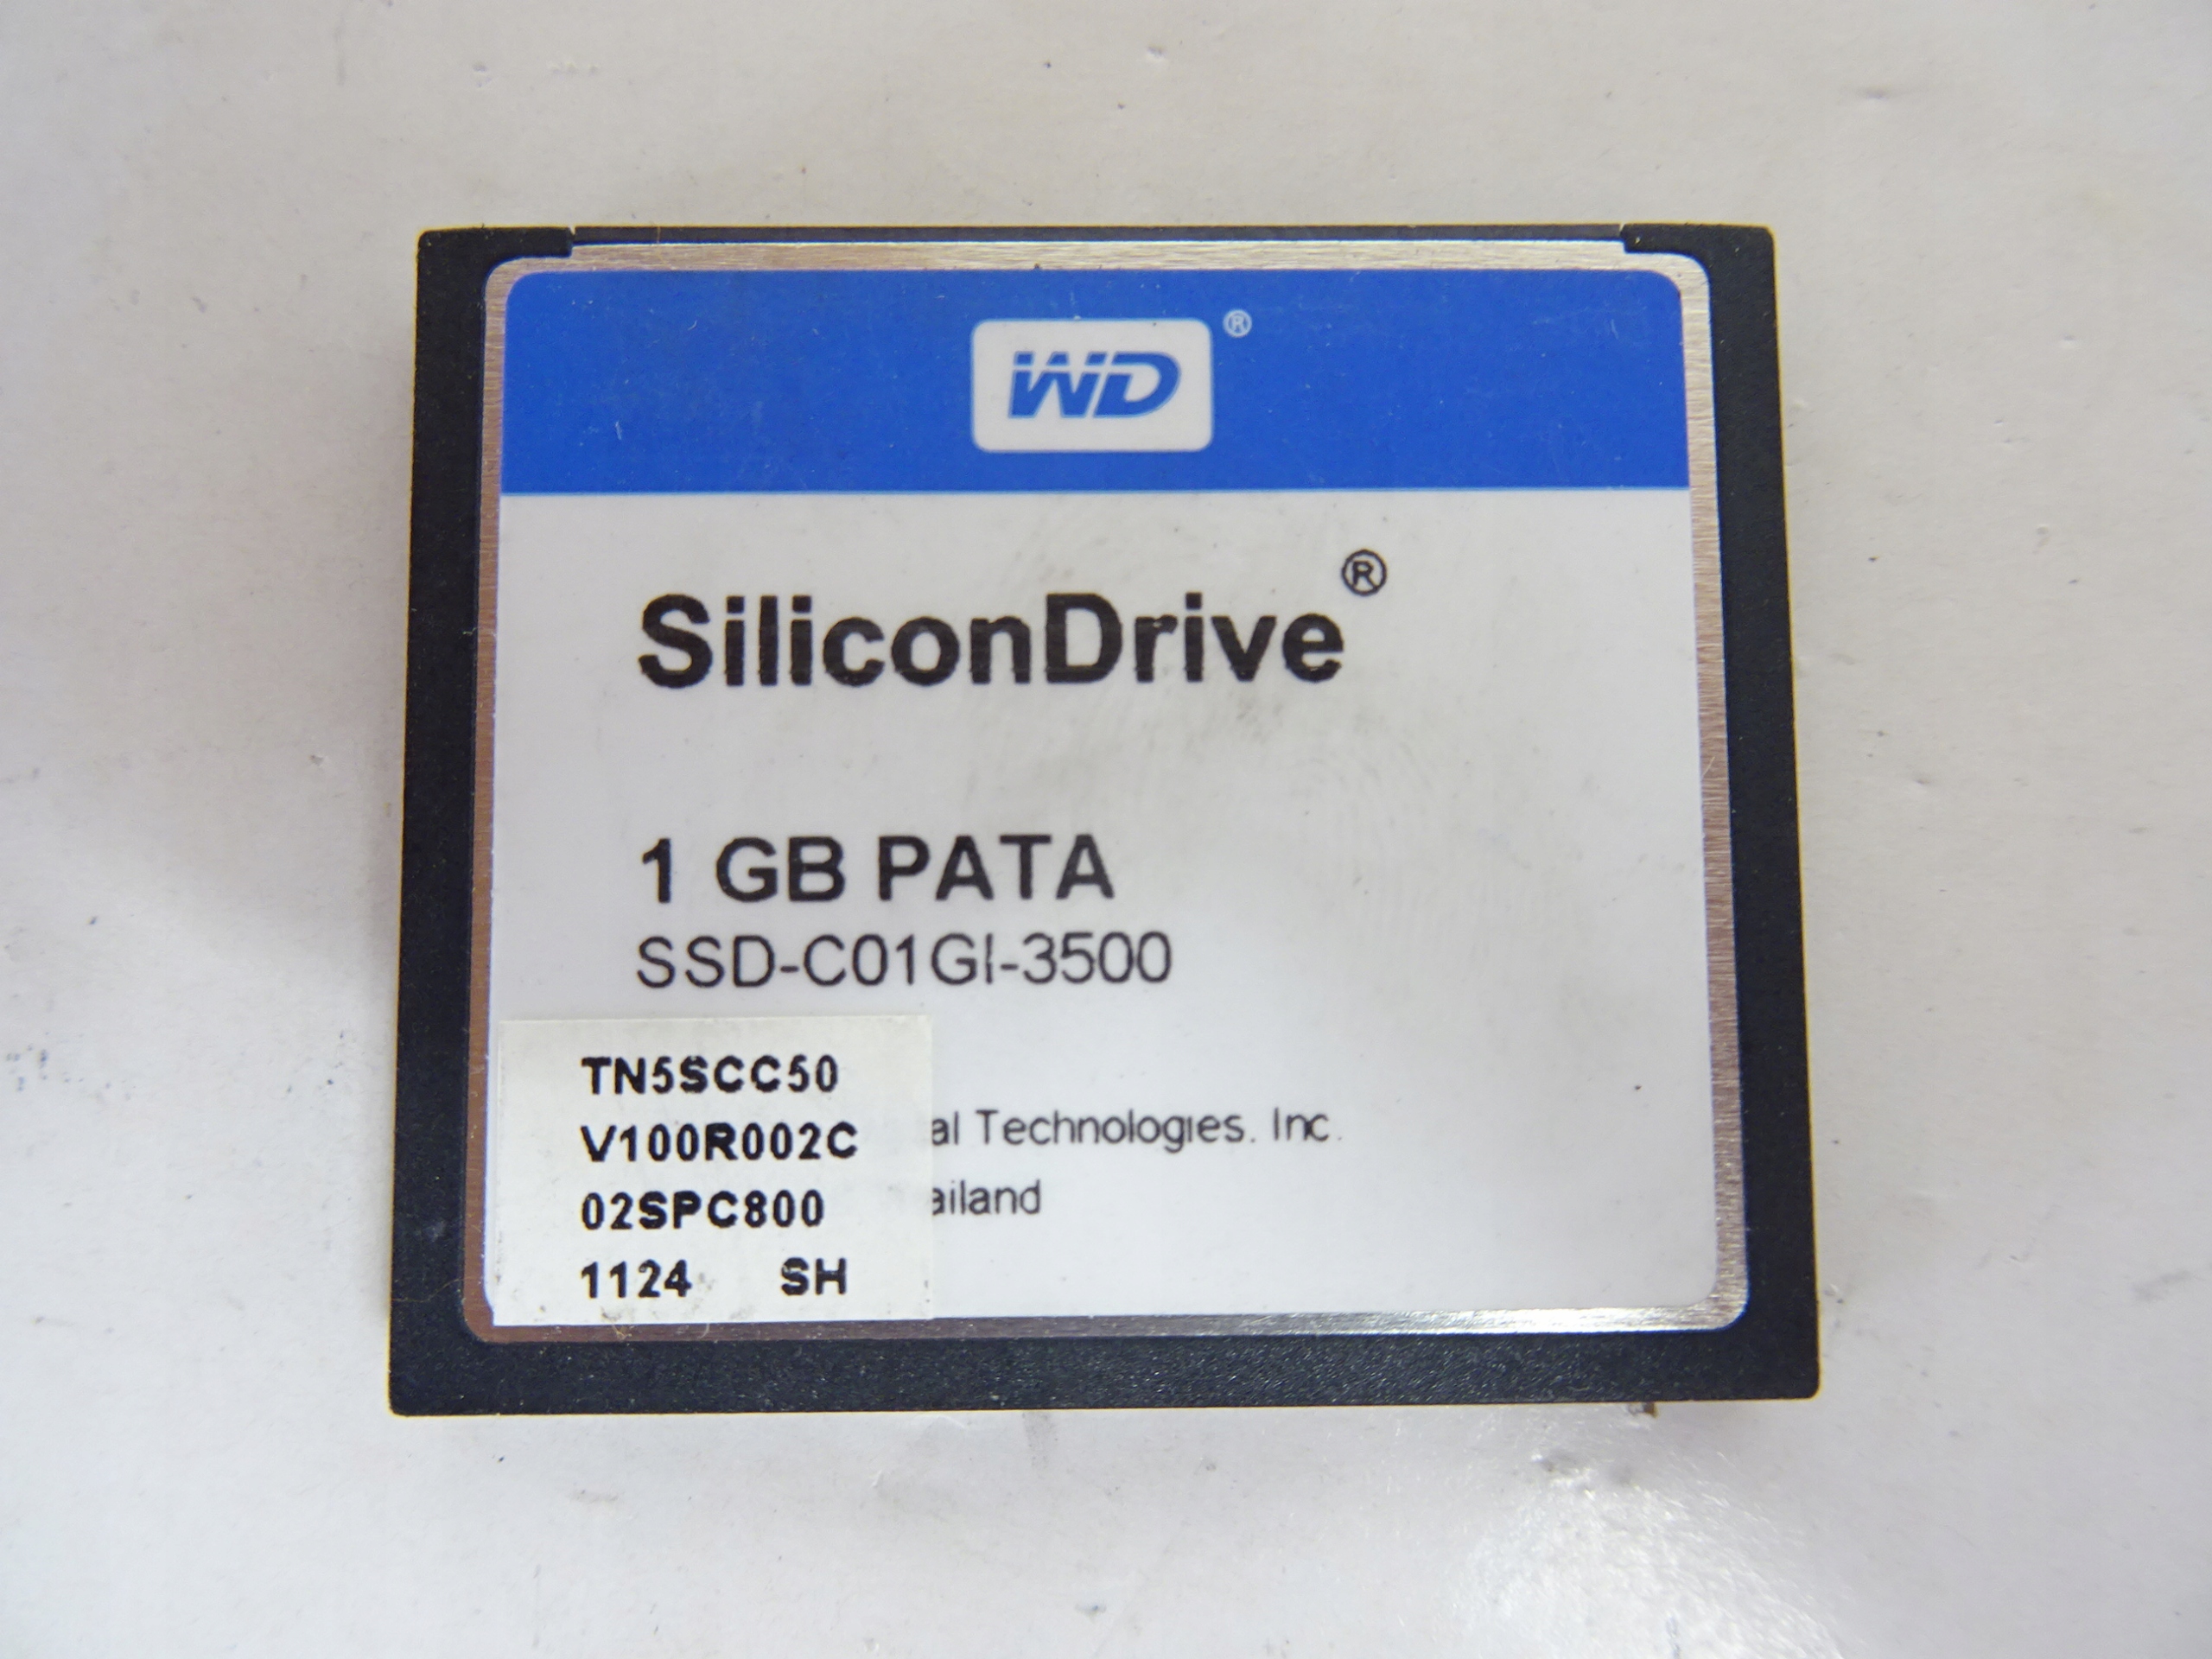 WD®
SiliconDrive®
1 GB PATA
SSD-C01GI-3500
TN5SCC50
V100R002C
al Technologies, Inc.
02SPC800
ailand
1124 SH